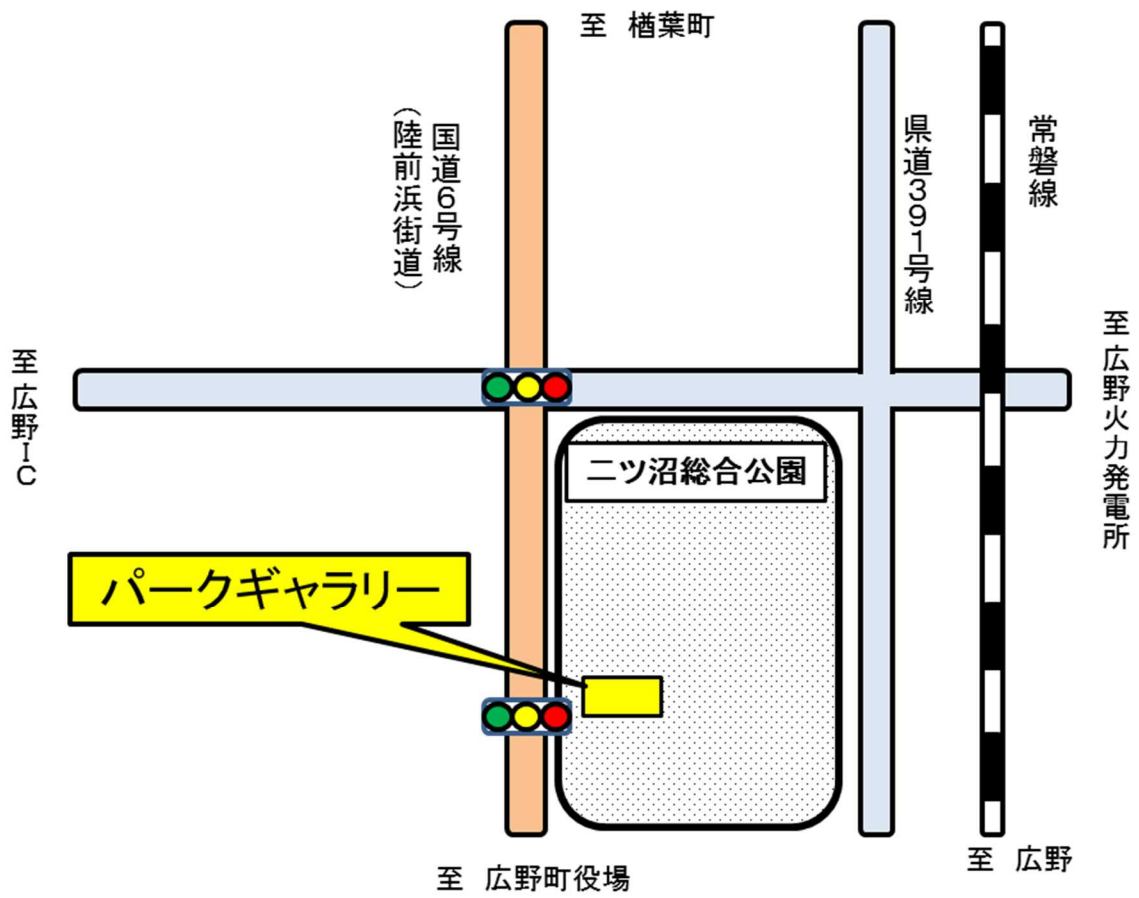 至 楢葉町
国道6号線
（陸前浜街道）
県道391号線
常磐線
至広野IC
至広野火力発電所
二ツ沼総合公園
パークギャラリー
至 広野町役場
至 広野